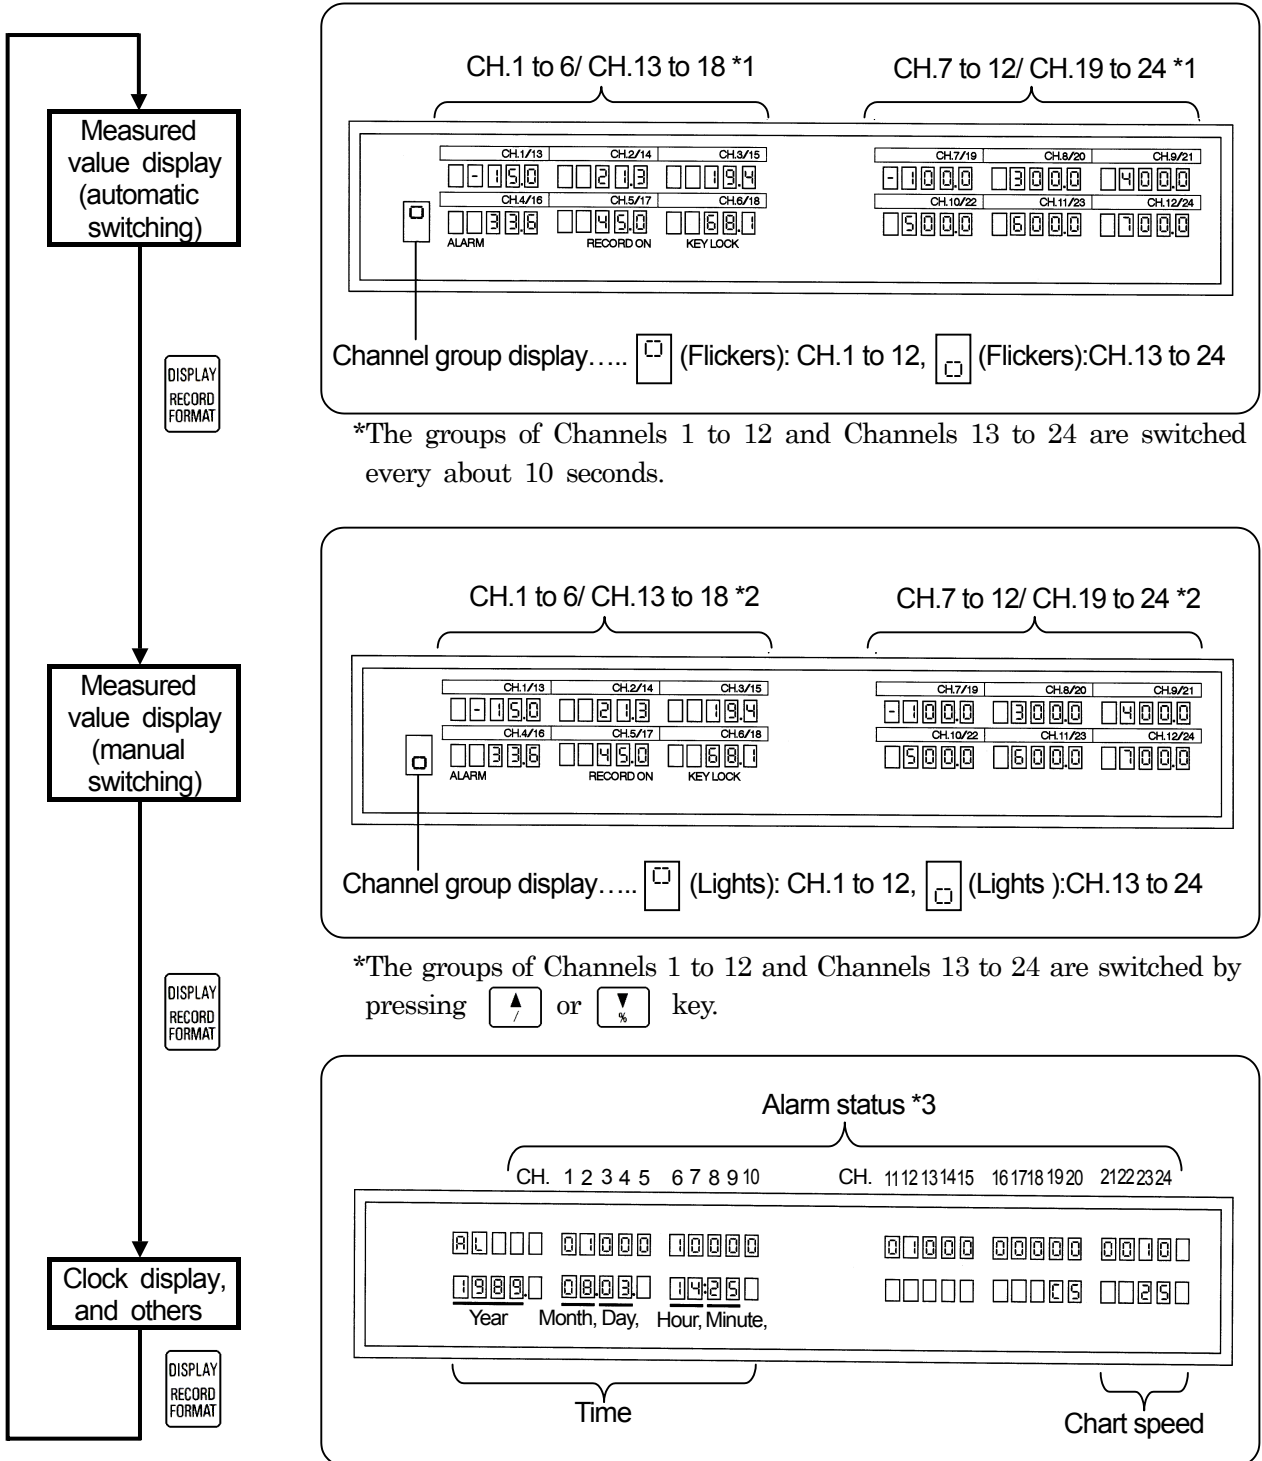 CH.1 to 6/ CH.13 to 18 *1
CH.7 to 12/ CH.19 to 24 *1
Measured
value display
(automatic
switching)
CH.1/13 CH.2/14 CH.3/15
CH.7/19 CH.8/20 CH.9/21
-15.0 21.3 19.4
-100.0 300.0 400.0
CH.4/16 CH.5/17 CH.6/18
CH.10/22 CH.11/23 CH.12/24
33.6 45.0 68.1
500.0 600.0 700.0
ALARM RECORD ON KEY LOCK
Channel group display….. (Flickers): CH.1 to 12, (Flickers):CH.13 to 24
DISPLAY
RECORD
FORMAT
*The groups of Channels 1 to 12 and Channels 13 to 24 are switched
every about 10 seconds.
CH.1 to 6/ CH.13 to 18 *2
CH.7 to 12/ CH.19 to 24 *2
Measured
value display
(manual
switching)
CH.1/13 CH.2/14 CH.3/15
CH.7/19 CH.8/20 CH.9/21
-15.0 21.3 19.4
-100.0 300.0 400.0
CH.4/16 CH.5/17 CH.6/18
CH.10/22 CH.11/23 CH.12/24
33.6 45.0 68.1
500.0 600.0 700.0
ALARM RECORD ON KEY LOCK
Channel group display….. (Lights): CH.1 to 12, (Lights ):CH.13 to 24
*The groups of Channels 1 to 12 and Channels 13 to 24 are switched by
pressing ▲ / or ▼ % key.
DISPLAY
RECORD
FORMAT
Alarm status *3
CH. 1 2 3 4 5 6 7 8 9 10
CH. 11 12 13 14 15 16 17 18 19 20 21 22 23 24
AL 01000 10000
01000 00000 0010
Clock display,
and others
1989. 08.03. 14:25
CS 25
Year Month, Day, Hour, Minute,
DISPLAY
RECORD
FORMAT
Time
Chart speed